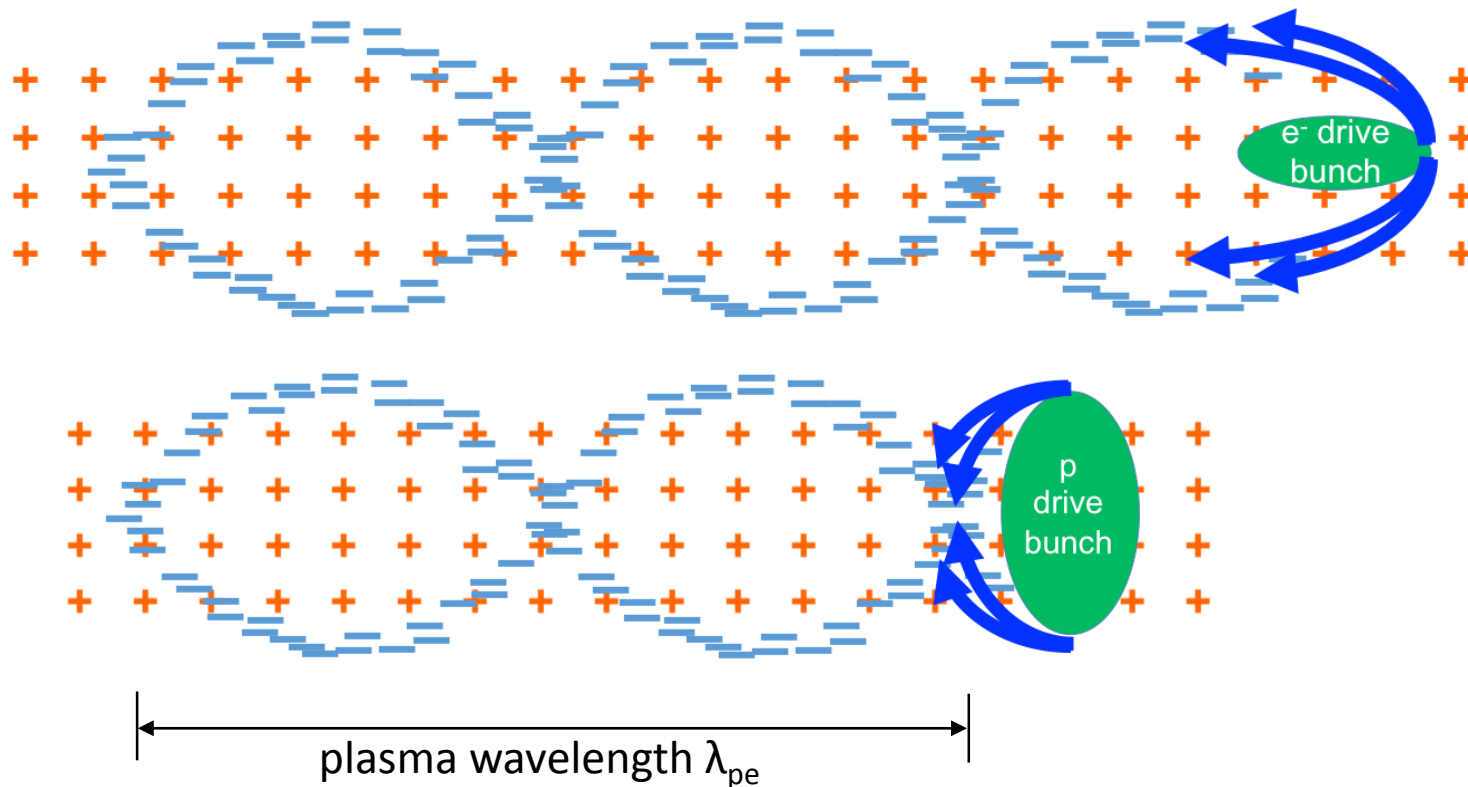 e⁻ drive
bunch
p
drive
bunch
plasma wavelength λpe